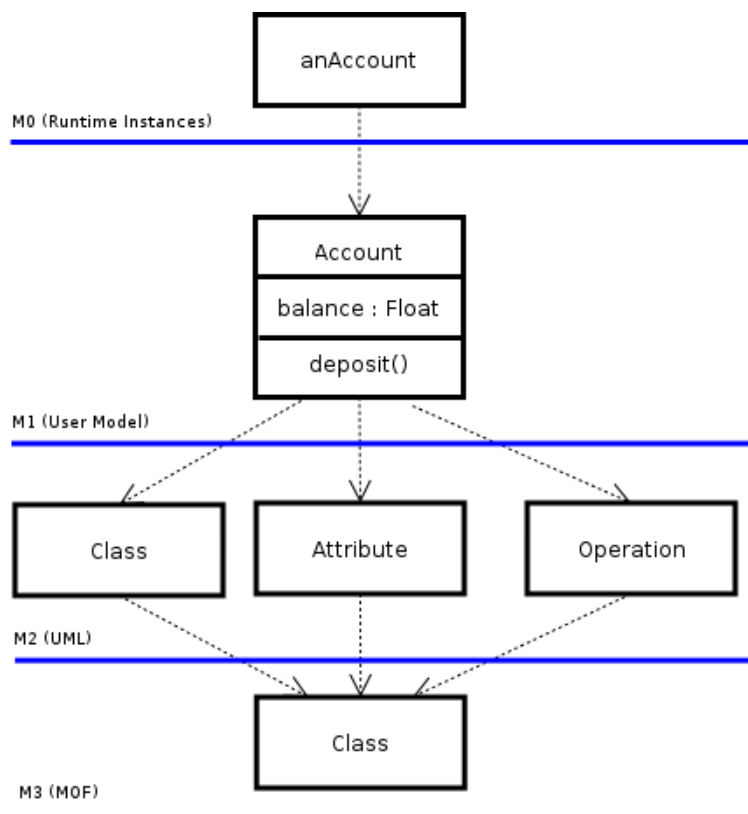 anAccount
M0 (Runtime Instances)
Account
balance : Float
deposit()
M1 (User Model)
Class
Attribute
Operation
M2 (UML)
Class
M3 (MOF)